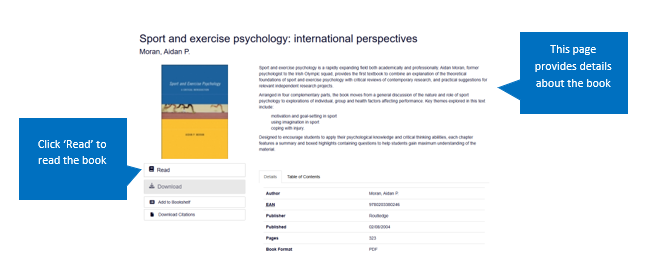 Sport and exercise psychology: international perspectives
Moran, Aidan P.
Sport and exercise psychology is a rapidly expanding field both academically and professionally. Aidan Moran, former
psychologist to the Irish Olympic squad, provides the first textbook to combine an explanation of the theoretical
foundations of sport and exercise psychology with critical reviews of contemporary research, and practical suggestions for
relevant independent research projects.
Arranged in four complementary parts, the book moves from a general discussion of the nature and role of sport
psychology to explorations of individual, group and health factors affecting performance. Key themes explored in this text
include:
motivation and goal-setting in sport
using imagination in sport
coping with injury.
Designed to encourage students to apply their psychological knowledge and critical thinking abilities, each chapter
features a summary and boxed highlights containing questions to help students gain maximum understanding of the
material
This page
provides details
about the book
Sport and Exercise Psychology
Click 'Read' to
read the book
Read
Download
Add to Bookshelf
Download Citations
Details
Table of Contents
Author Moran, Aidan P.
EAN 9780203380246
Publisher Routledge
Published 02/08/2004
Pages 323
Book Format PDF